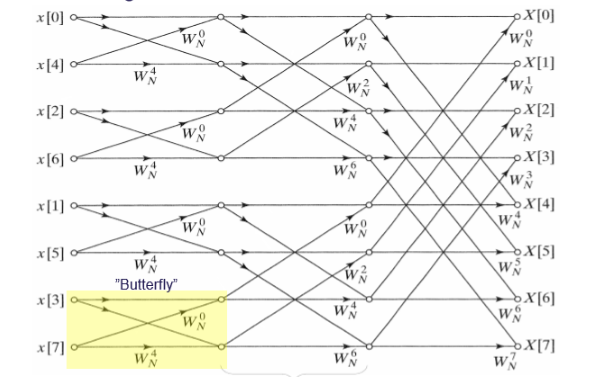 x[0] X[0]
W_N^0 W_N^0 W_N^0
x[4] W_N^4 W_N^2 W_N^1 X[1]
x[2] W_N^0 W_N^4 W_N^2 X[2]
x[6] W_N^4 W_N^6 W_N^3 X[3]
x[1] W_N^0 W_N^0 W_N^4 X[4]
x[5] W_N^4 W_N^2 W_N^5 X[5]
"Butterfly"
x[3] W_N^0 W_N^4 W_N^6 X[6]
x[7] W_N^4 W_N^6 W_N^7 X[7]